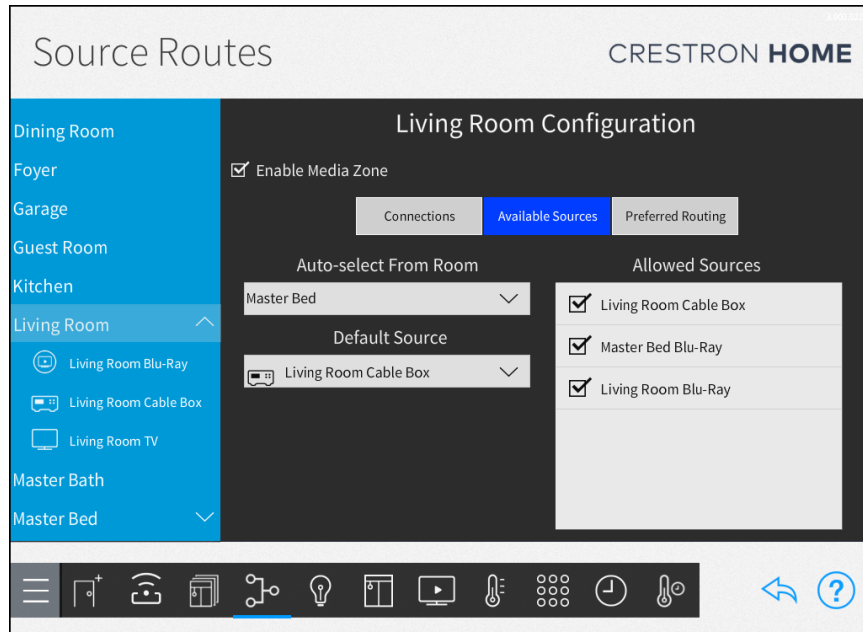 Source Routes
CRESTRON HOME
Dining Room
Foyer
Garage
Guest Room
Kitchen
Living Room
Living Room Blu-Ray
Living Room Cable Box
Living Room TV
Master Bath
Master Bed
Living Room Configuration
Enable Media Zone
Connections
Available Sources
Preferred Routing
Auto-select From Room
Master Bed
Default Source
Living Room Cable Box
Allowed Sources
Living Room Cable Box
Master Bed Blu-Ray
Living Room Blu-Ray
?